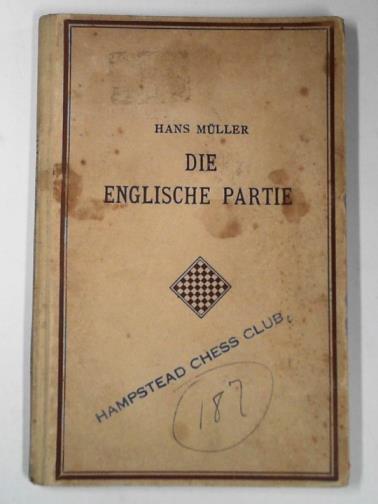 HANS MÜLLER
DIE
ENGLISCHE PARTIE
HAMPSTEAD CHESS CLUB.
187